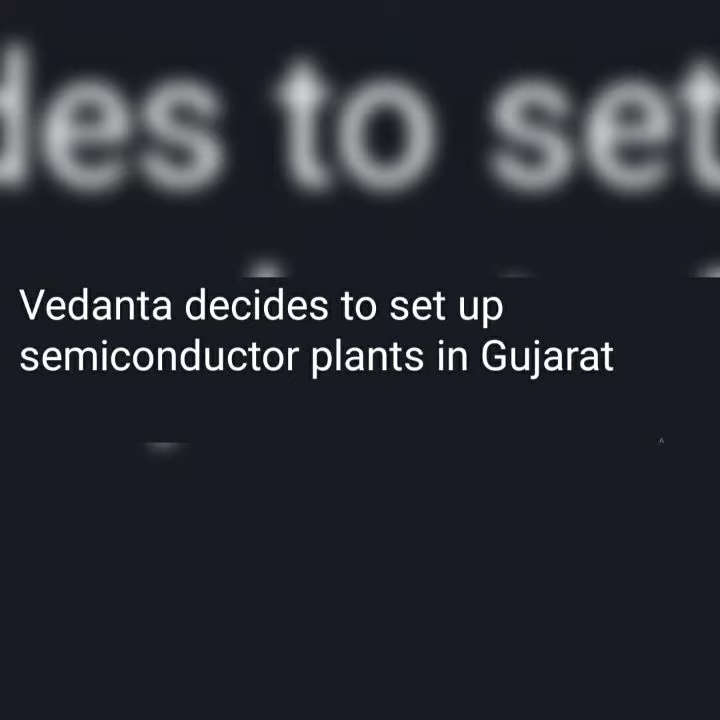 des to set
Vedanta decides to set up
semiconductor plants in Gujarat